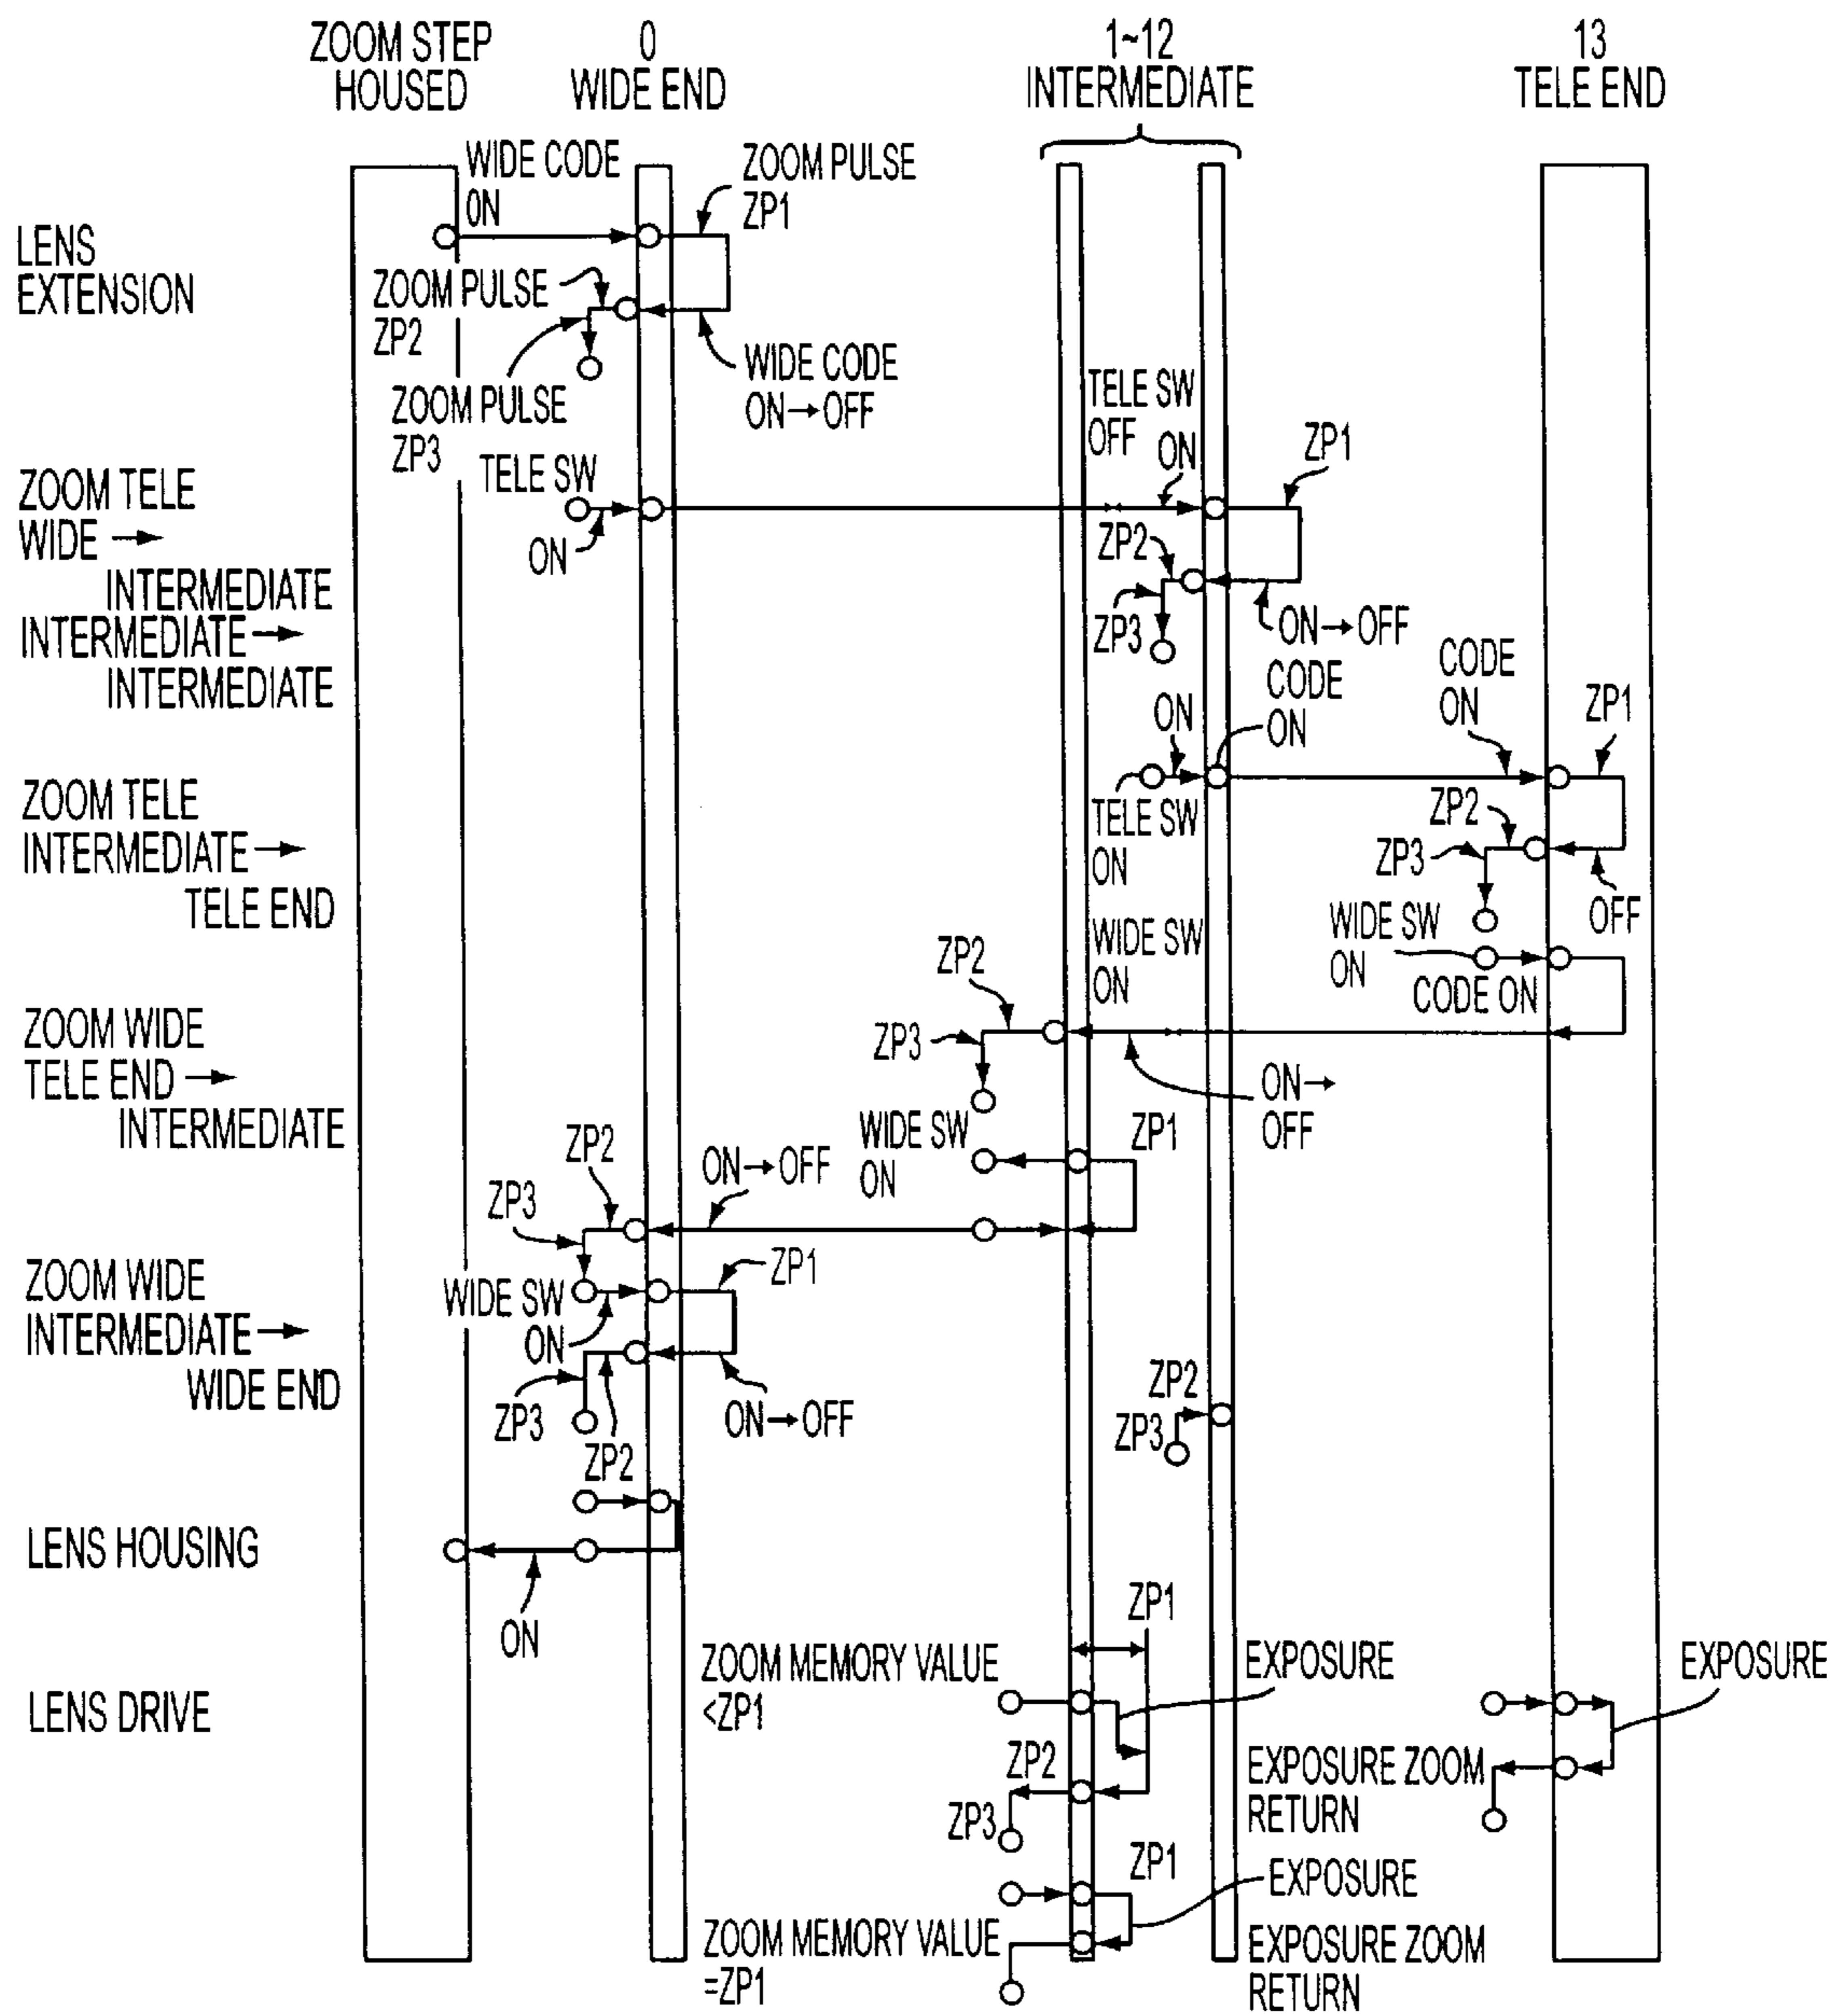 ZOOM STEP
HOUSED
0
WIDE END
1~12
INTERMEDIATE
13
TELE END
LENS
EXTENSION
WIDE CODE
ON
ZOOM PULSE
ZP1
ZOOM PULSE
ZP2
ZOOM PULSE
ZP3
WIDE CODE
ON→OFF
ZOOM TELE
WIDE →
INTERMEDIATE
INTERMEDIATE →
INTERMEDIATE
TELE SW
ON
TELE SW
OFF
ON
ZP1
ZP2
ZP3
ON→OFF
CODE
ON
ZOOM TELE
INTERMEDIATE →
TELE END
ON
TELE SW
ON
CODE
ON
ZP1
ZP2
ZP3
OFF
ZOOM WIDE
TELE END →
INTERMEDIATE
WIDE SW
ON
CODE ON
WIDE SW
ON
ZP2
ZP3
ON→
OFF
ZOOM WIDE
INTERMEDIATE →
WIDE END
WIDE SW
ON
ZP1
ZP2
ON→OFF
ZP3
WIDE SW
ON
ZP1
ZP3
ZP2
ON→OFF
ZP2
ZP3
LENS HOUSING
ON
LENS DRIVE
ZOOM MEMORY VALUE
<ZP1
ZP1
EXPOSURE
EXPOSURE
ZP2
ZP3
EXPOSURE ZOOM
RETURN
ZP1
EXPOSURE
ZOOM MEMORY VALUE
=ZP1
EXPOSURE ZOOM
RETURN